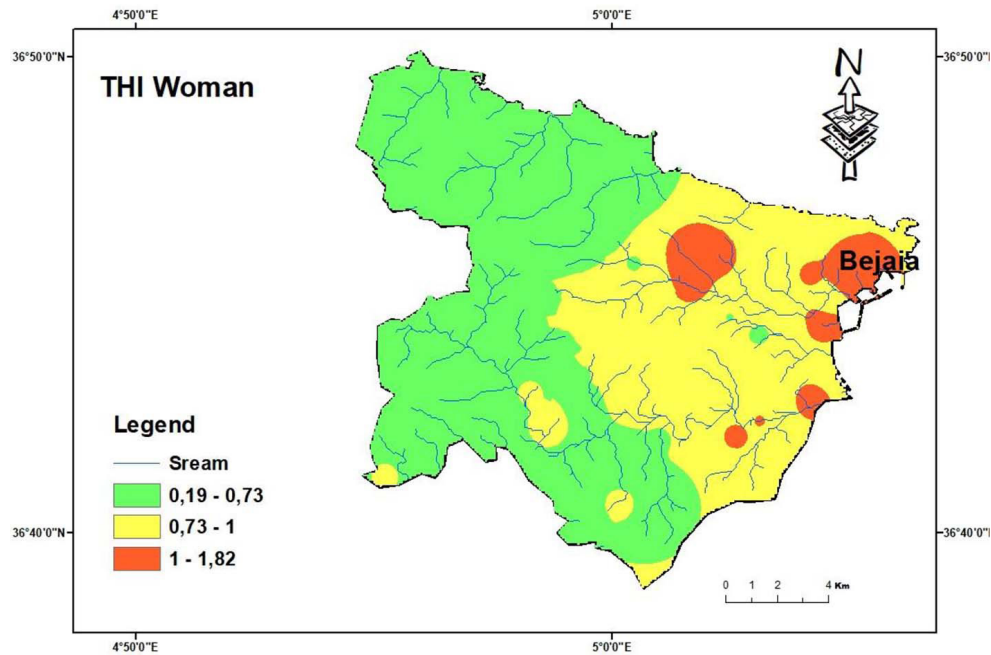 4°50'0"E
5°0'0"E
36°50'0"N
36°50'0"N
THI Woman
N
Bejaia
Legend
Sream
0,19 - 0,73
0,73 - 1
1 - 1,82
36°40'0"N
36°40'0"N
0 1 2 4 Km
4°50'0"E
5°0'0"E